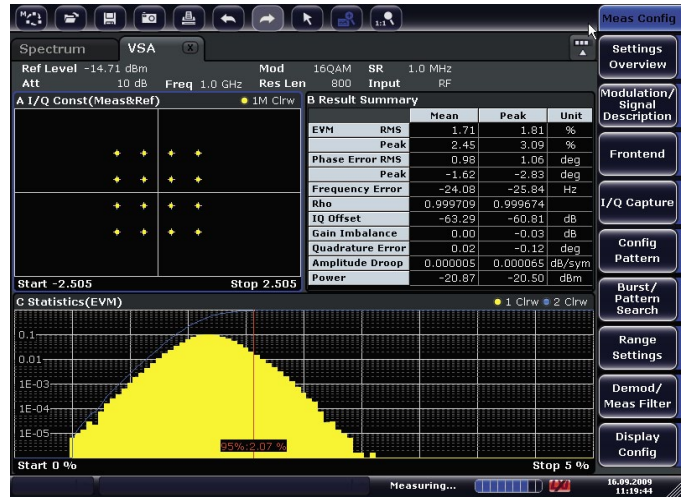 Meas Config
Spectrum VSA
Ref Level -14.71 dBm Mod 16QAM SR 1.0 MHz
Att 10 dB Freq 1.0 GHz Res Len 800 Input RF
A I/Q Const(Meas&Ref) 1M Clrw
Start -2.505 Stop 2.505
B Result Summary
Mean Peak Unit
EVM RMS 1.71 1.81 %
Peak 2.45 3.09 %
Phase Error RMS 0.98 1.06 deg
Peak -1.62 -2.83 deg
Frequency Error -24.08 -25.84 Hz
Rho 0.999709 0.999674
IQ Offset -63.29 -60.81 dB
Gain Imbalance 0.00 -0.03 dB
Quadrature Error 0.02 -0.12 deg
Amplitude Droop 0.000005 0.000065 dB/sym
Power -20.87 -20.50 dBm
C Statistics(EVM) 1 Clrw 2 Clrw
0.1
0.01
1E-03
1E-04
1E-05
95%:2.07 %
Start 0 % Stop 5 %
Measuring...
16.09.2009
11:19:44
Settings
Overview
Modulation/
Signal
Description
Frontend
I/Q Capture
Config
Pattern
Burst/
Pattern
Search
Range
Settings
Demod/
Meas Filter
Display
Config